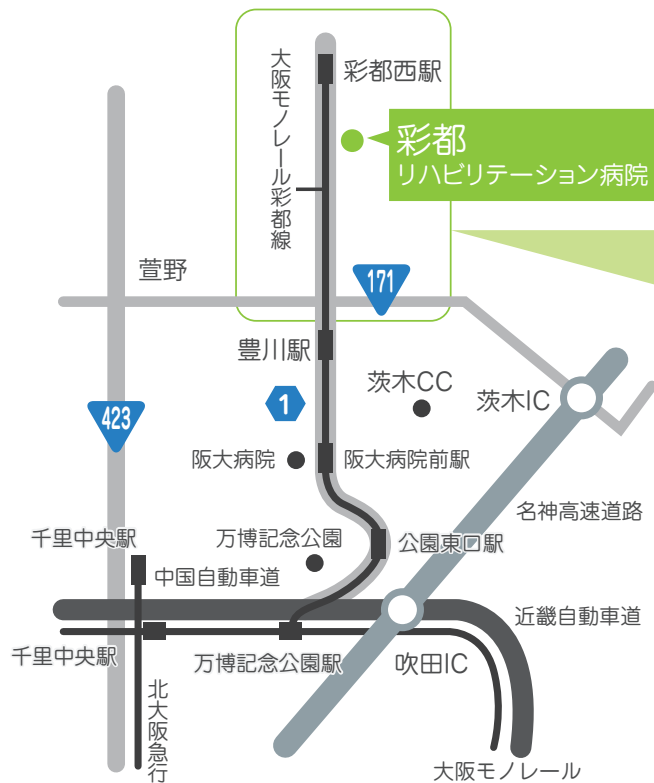 大阪モノレール彩都線
彩都西駅
彩都
リハビリテーション病院
萱野
171
豊川駅
茨木CC
茨木IC
1
423
阪大病院
阪大病院前駅
名神高速道路
千里中央駅
万博記念公園
公園東口駅
中国自動車道
近畿自動車道
千里中央駅
万博記念公園駅
吹田IC
北大阪急行
大阪モノレール